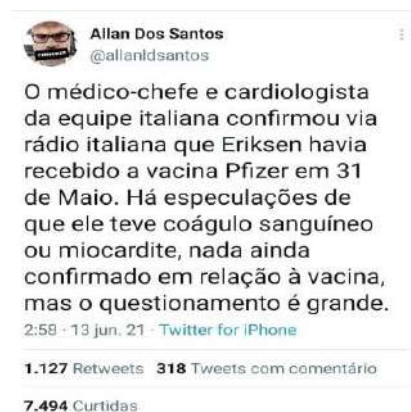 Allan Dos Santos
@allanldsantos
O médico-chefe e cardiologista
da equipe italiana confirmou via
rádio italiana que Eriksen havia
recebido a vacina Pfizer em 31
de Maio. Há especulações de
que ele teve coágulo sanguíneo
ou miocardite, nada ainda
confirmado em relação à vacina,
mas o questionamento é grande.
2:58 · 13 jun. 21 · Twitter for iPhone
1.127 Retweets 318 Tweets com comentário
7.494 Curtidas